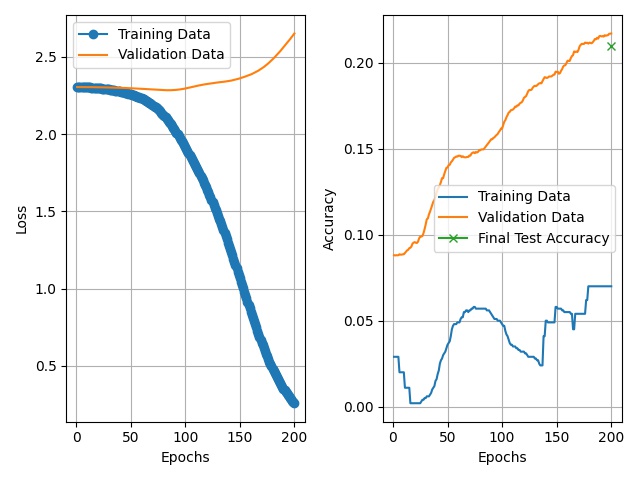 Training Data
Validation Data
2.5
2.0
1.5
1.0
0.5
0
50
100
150
200
Loss
Epochs
Training Data
Validation Data
Final Test Accuracy
0.20
0.15
0.10
0.05
0.00
0
50
100
150
200
Accuracy
Epochs